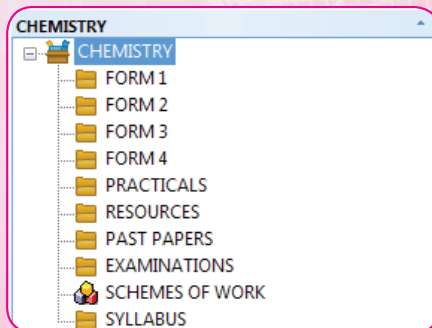 CHEMISTRY
CHEMISTRY
FORM 1
FORM 2
FORM 3
FORM 4
PRACTICALS
RESOURCES
PAST PAPERS
EXAMINATIONS
SCHEMES OF WORK
SYLLABUS